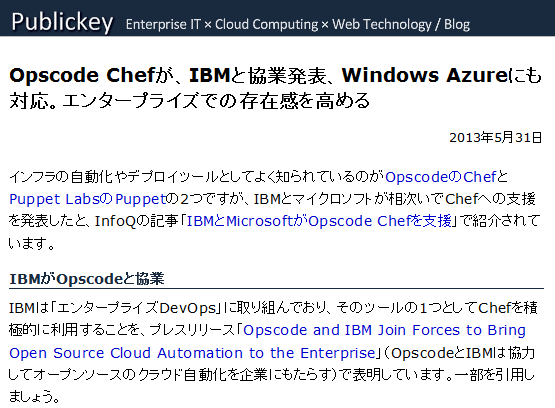 Publickey Enterprise IT × Cloud Computing × Web Technology / Blog
Opscode Chefが、IBMと協業発表、Windows Azureにも
対応。エンタープライズでの存在感を高める
2013年5月31日
インフラの自動化やデプロイツールとしてよく知られているのがOpscodeのChefと
Puppet LabsのPuppetの2つですが、IBMとマイクロソフトが相次いでChefへの支援
を発表したと、InfoQの記事「IBMとMicrosoftがOpscode Chefを支援」で紹介されて
います。
IBMがOpscodeと協業
IBMは「エンタープライズDevOps」に取り組んでおり、そのツールの1つとしてChefを積
極的に利用することを、プレスリリース「Opscode and IBM Join Forces to Bring
Open Source Cloud Automation to the Enterprise」（OpscodeとIBMは協力
してオープンソースのクラウド自動化を企業にもたらす）で表明しています。一部を引用し
ましょう。